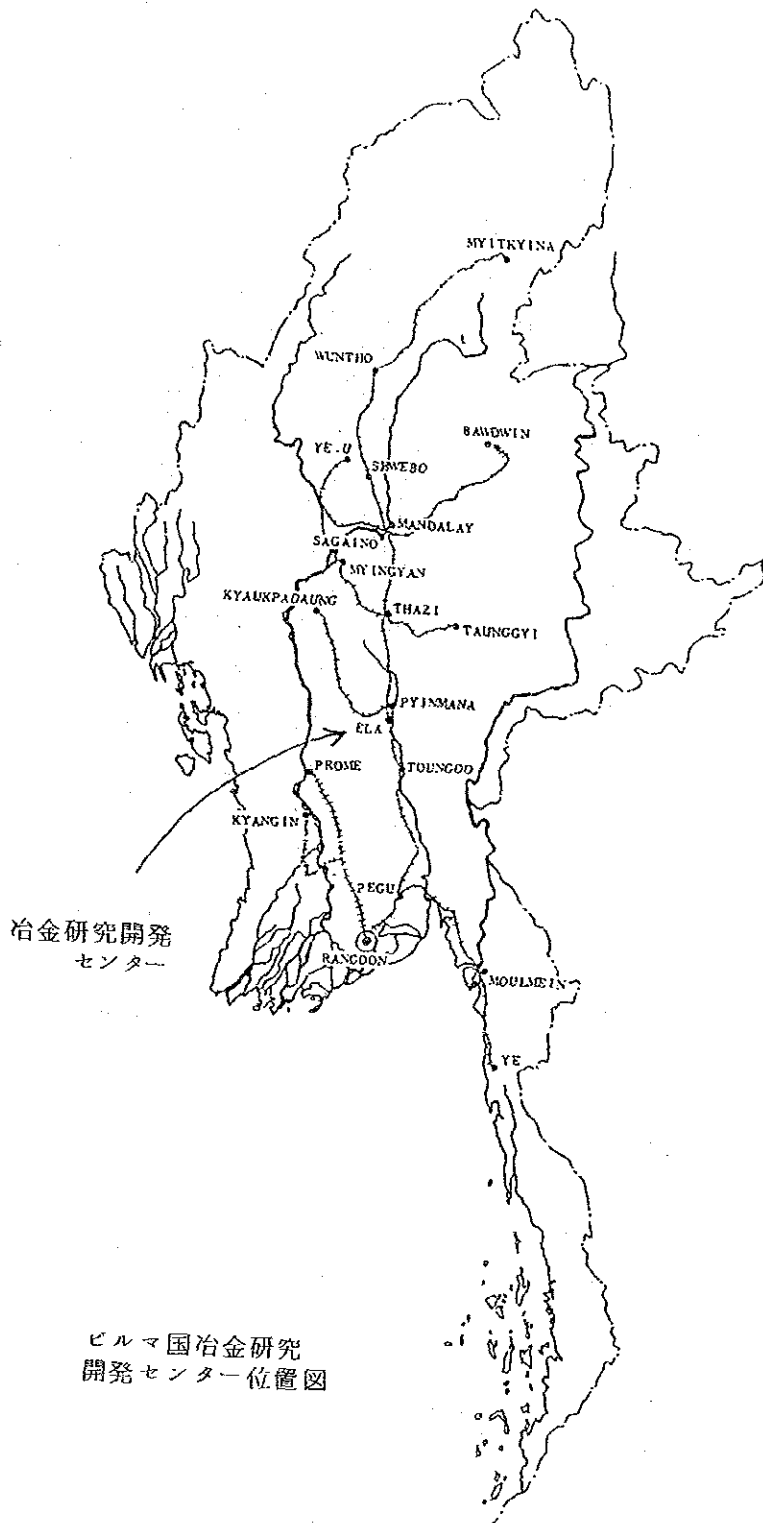 MYITKYINA
WUNTHO
BAWDWIN
YE.U
SHWEBO
MANDALAY
SAGAINO
MYINGYAN
KYAUKPADAUNG
THAZI
TAUNGGYI
PYINMANA
ELA
PROME
TOUNGOO
KYANGIN
PEGU
冶金研究開発
センター
RANGOON
MOULMEIN
YE
ビルマ国冶金研究
開発センター位置図